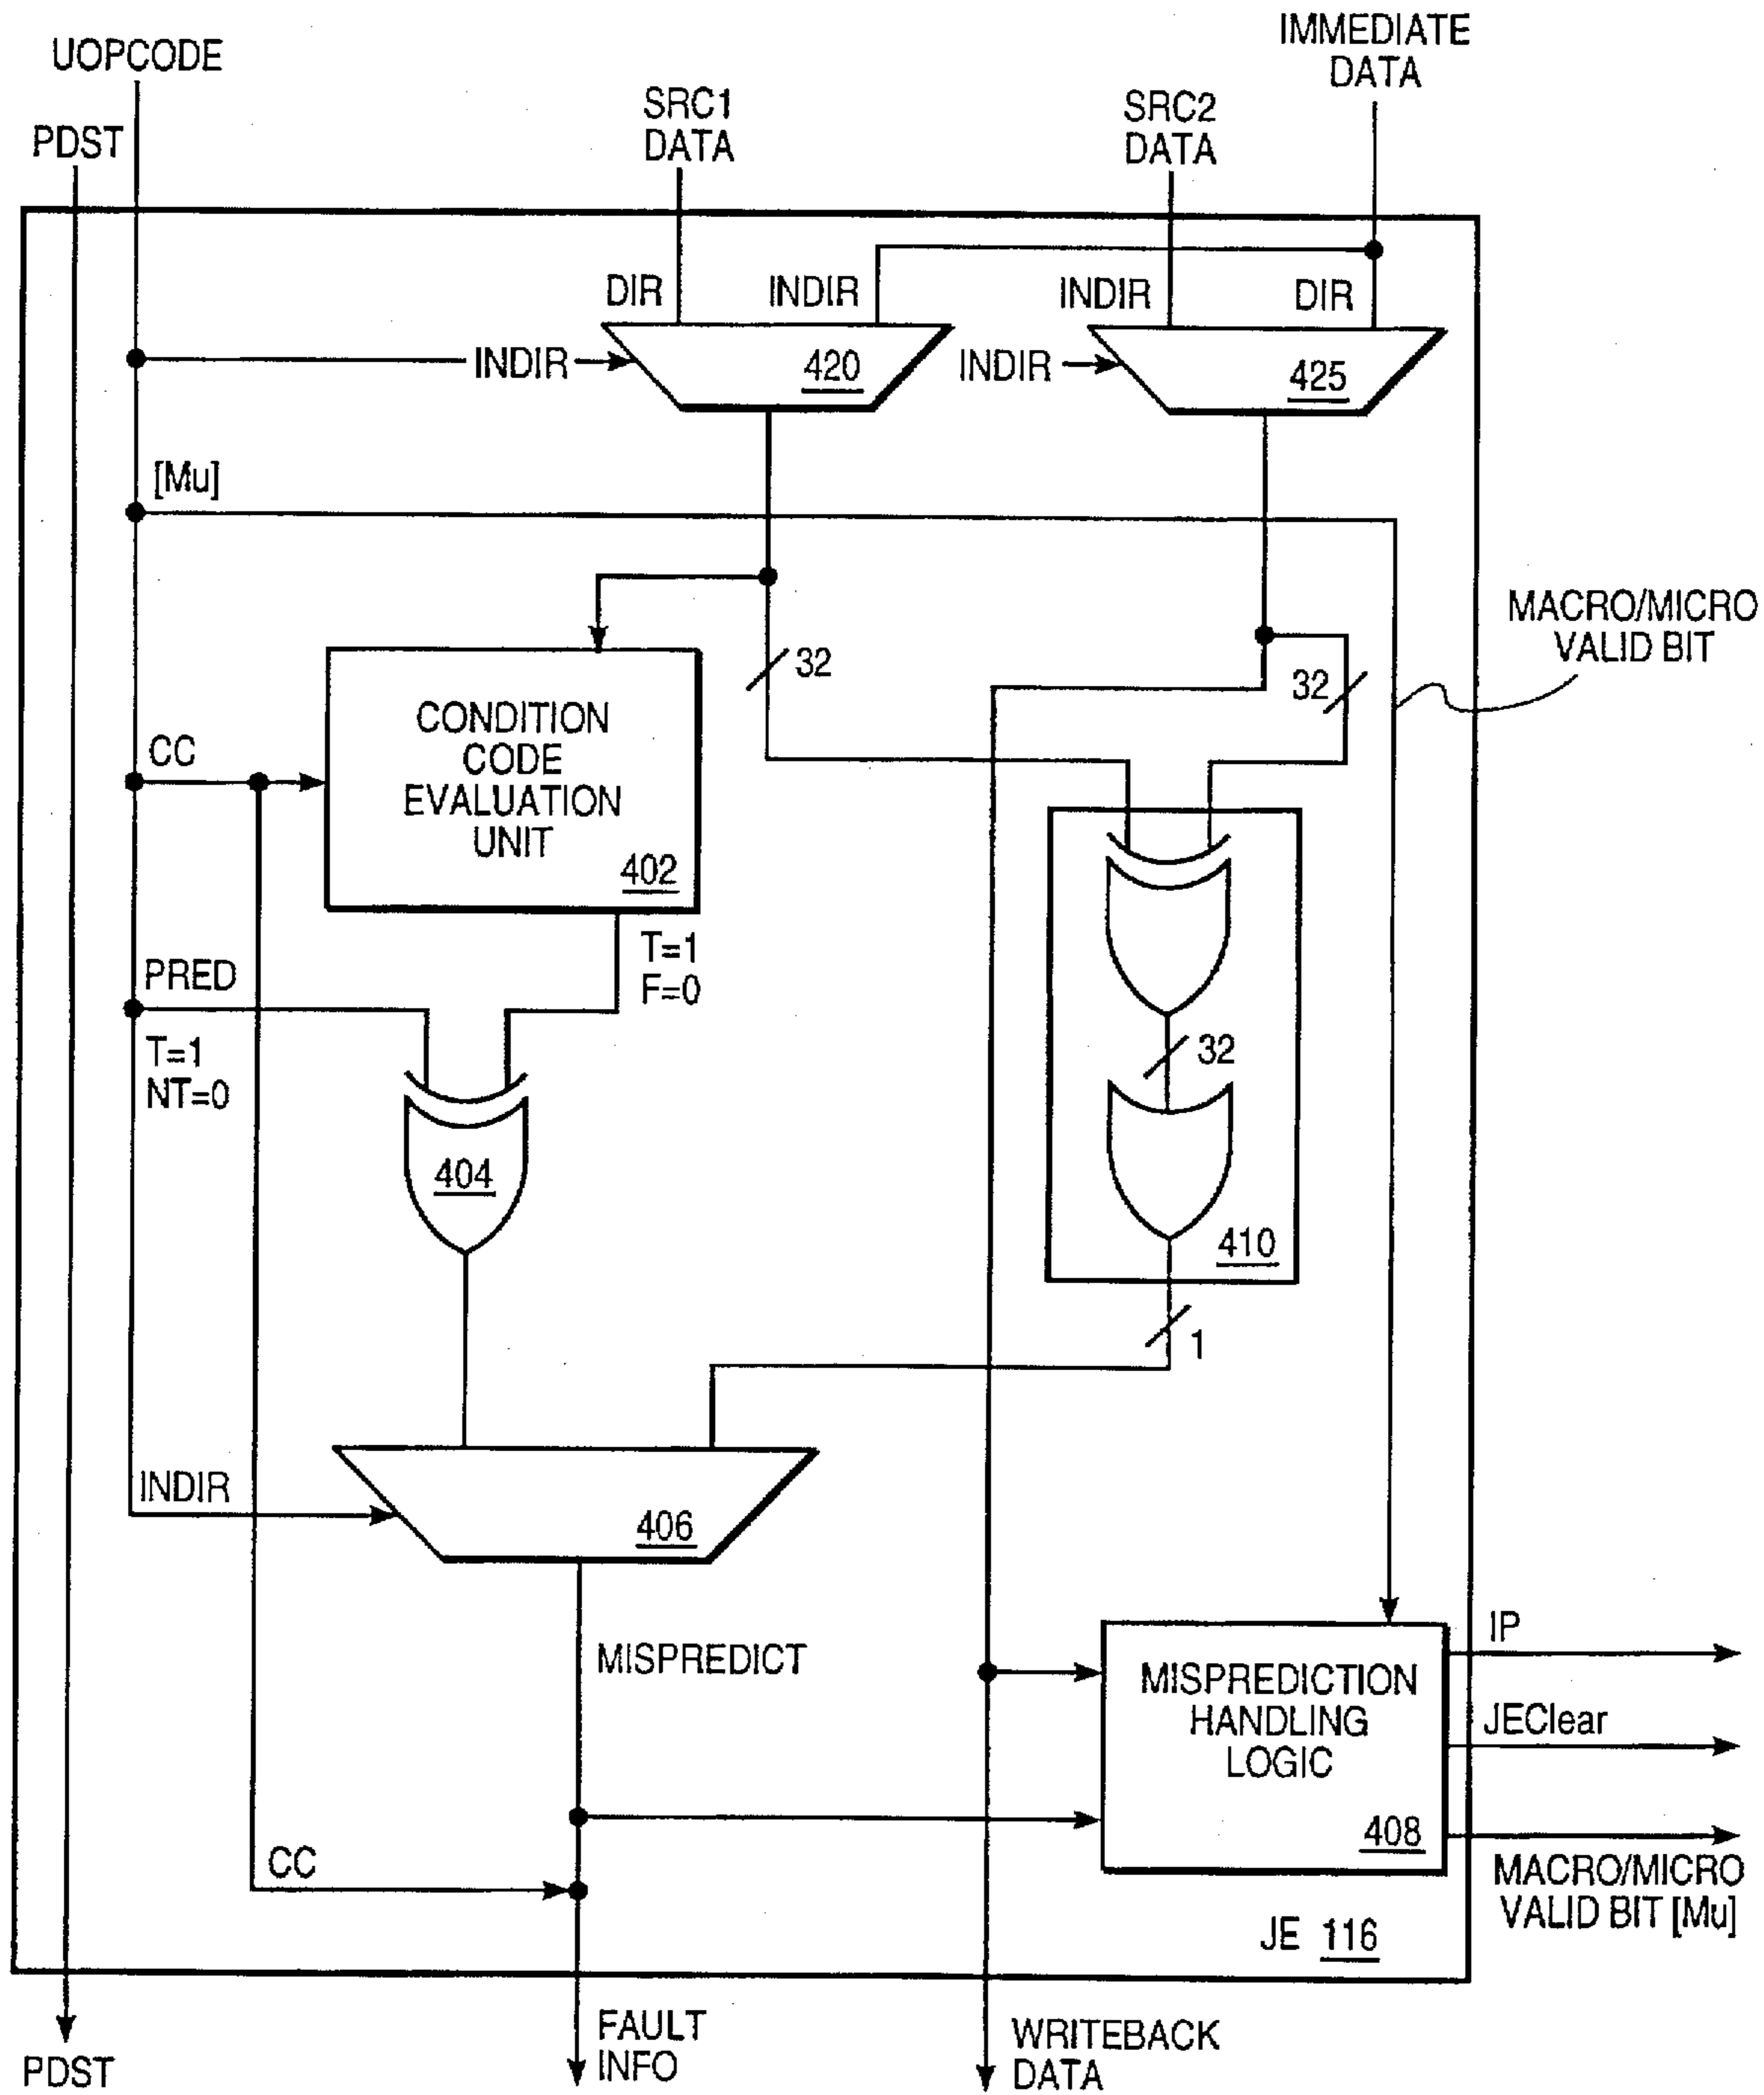 UOPCODE
IMMEDIATE
DATA
PDST
SRC1
DATA
SRC2
DATA
DIR
INDIR
INDIR
DIR
INDIR
420
INDIR
425
[Mu]
MACRO/MICRO
VALID BIT
32
32
CONDITION
CODE
EVALUATION
UNIT
402
CC
T=1
F=0
PRED
T=1
NT=0
32
404
410
1
INDIR
406
MISPREDICT
MISPREDICTION
HANDLING
LOGIC
408
IP
JEClear
MACRO/MICRO
VALID BIT [Mu]
CC
JE 116
PDST
FAULT
INFO
WRITEBACK
DATA